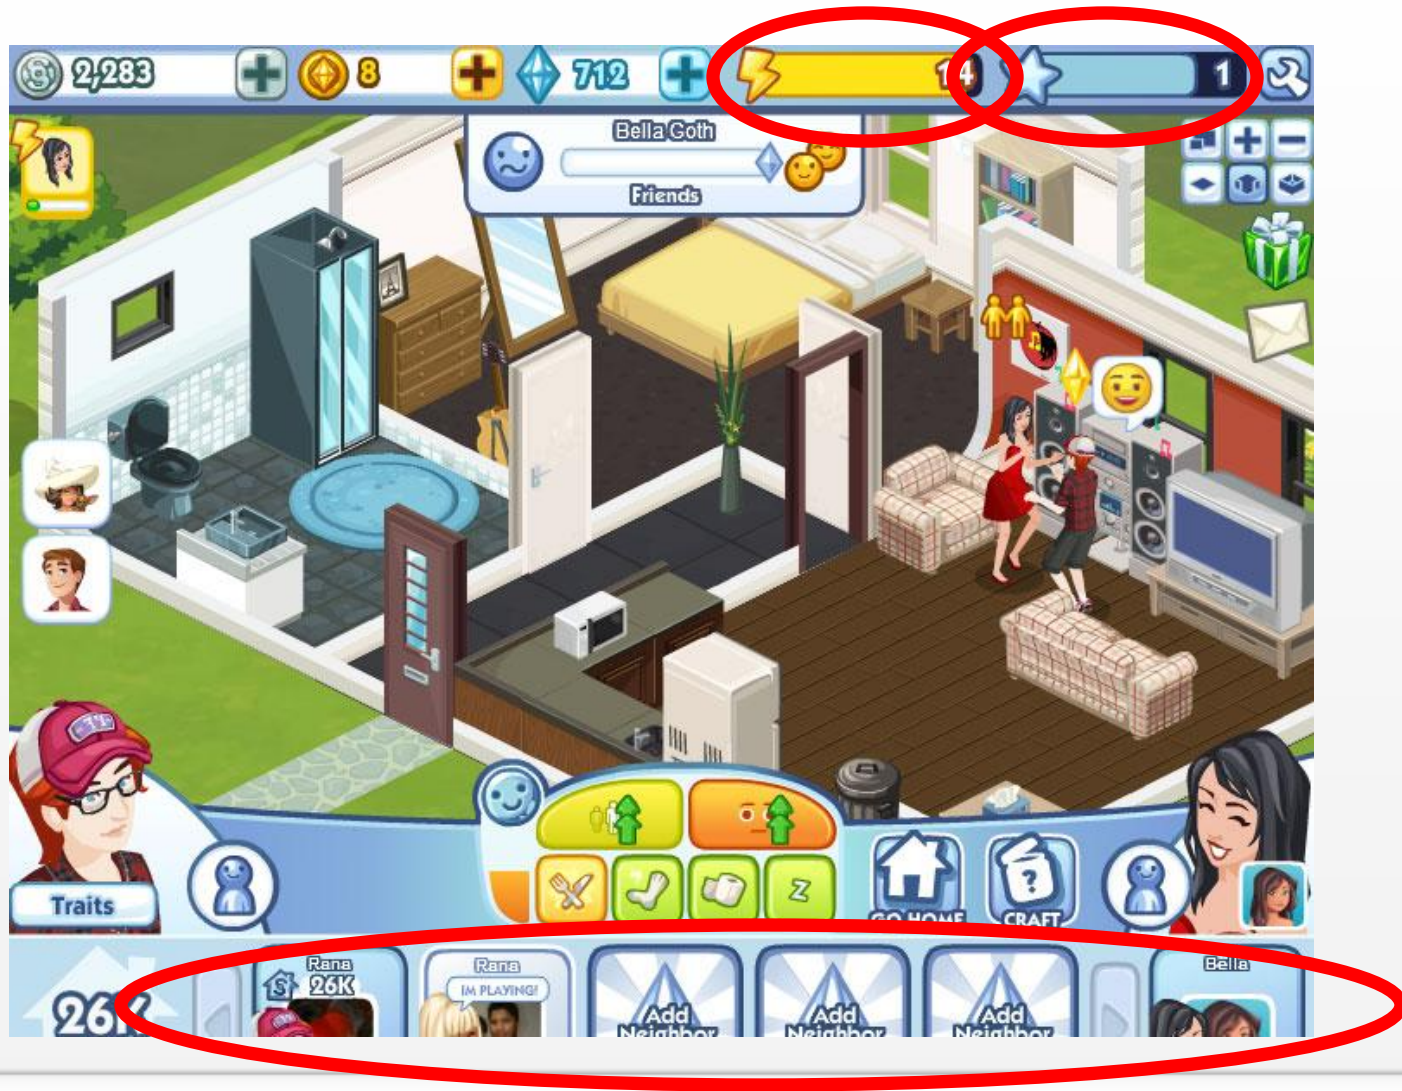 2,283
8
712
14
1
Bella Goth
Friends
Traits
Z
GO HOME
CRAFT
26K
Rana
26K
Rana
IM PLAYING!
Add
Neighbor
Add
Neighbor
Add
Neighbor
Bella